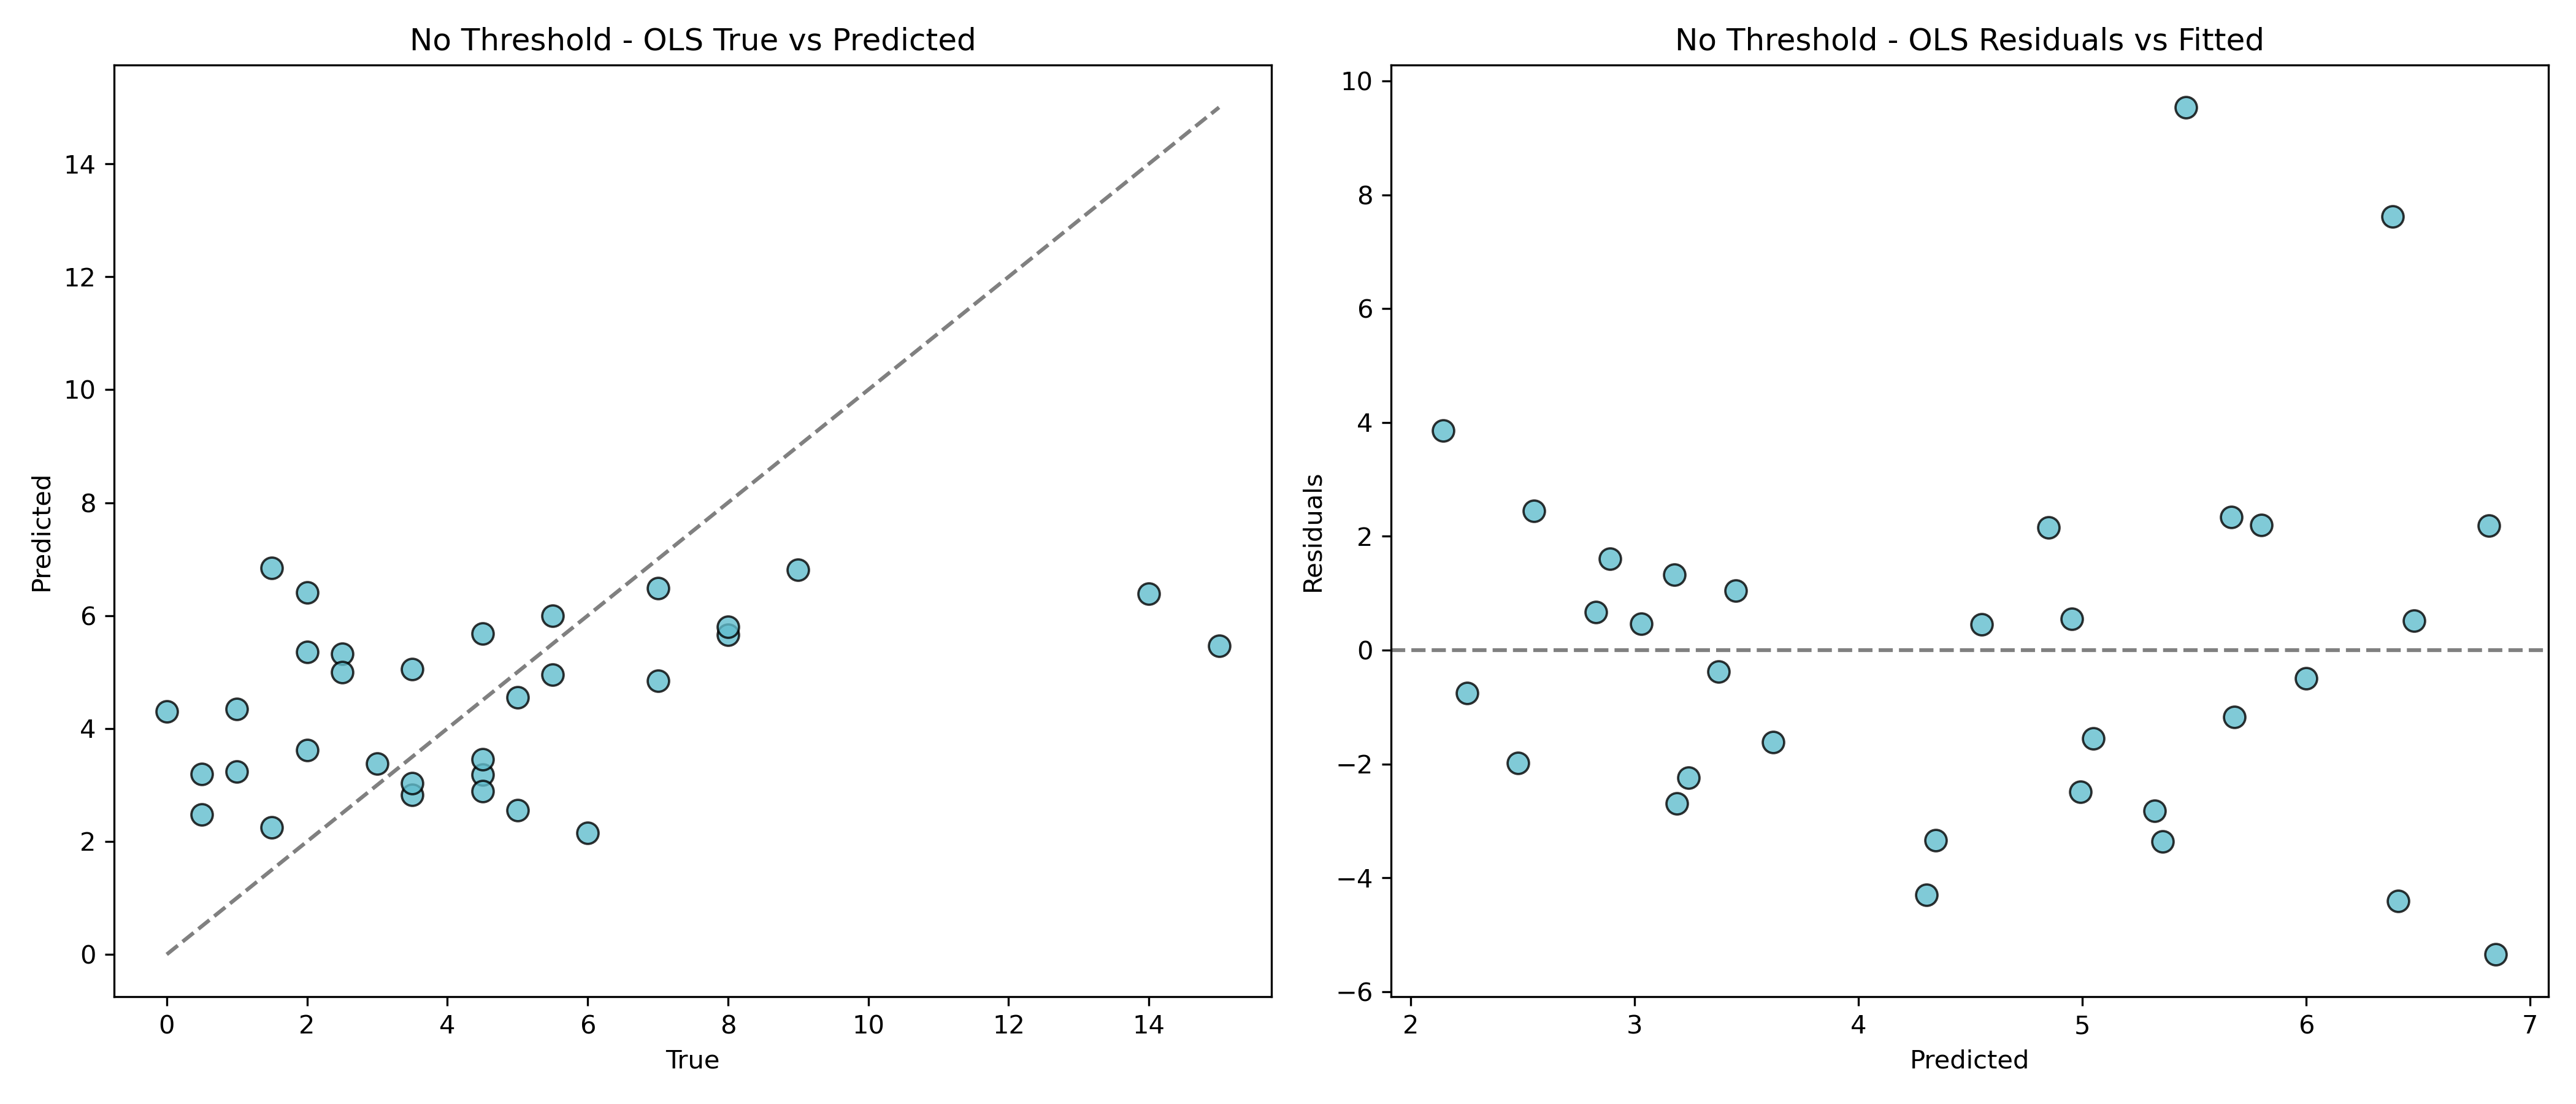 No Threshold - OLS True vs Predicted
14
12
10
8
6
4
2
0
Predicted
0 2 4 6 8 10 12 14
True
No Threshold - OLS Residuals vs Fitted
10
8
6
4
2
0
−2
−4
−6
Residuals
2 3 4 5 6 7
Predicted